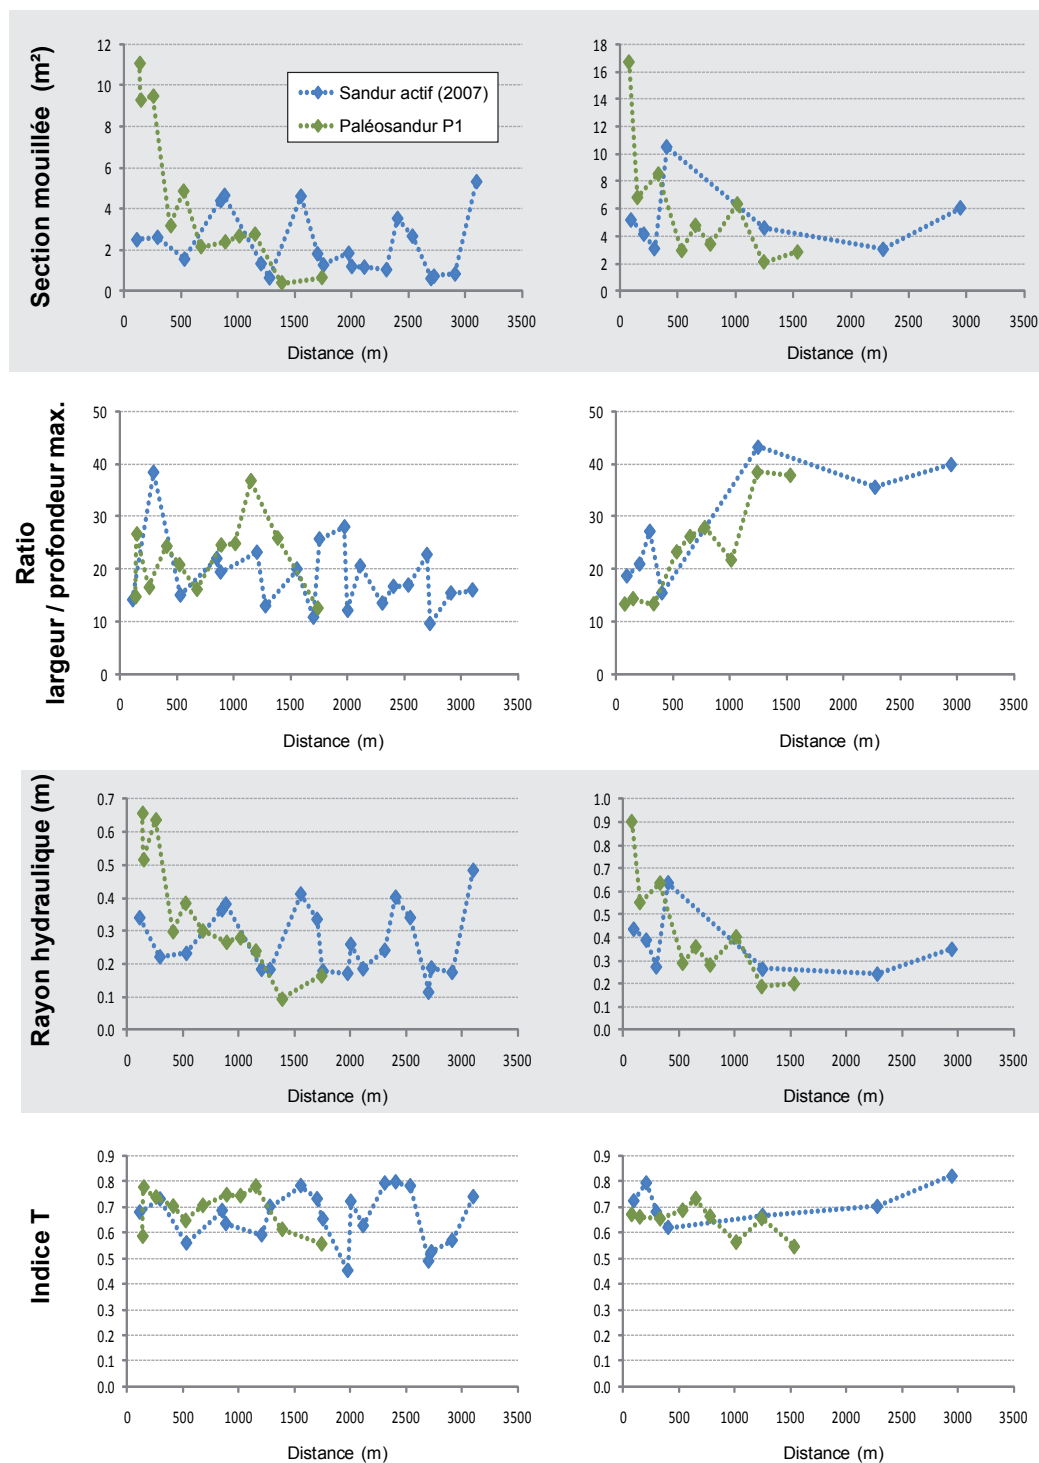 Section mouillée (m²)
12
10
8
6
4
2
0
0 500 1000 1500 2000 2500 3000 3500
Distance (m)
Sandur actif (2007)
Paléosandur P1
18
16
14
12
10
8
6
4
2
0
0 500 1000 1500 2000 2500 3000 3500
Distance (m)
Ratio
largeur / profondeur max.
50
40
30
20
10
0
0 500 1000 1500 2000 2500 3000 3500
Distance (m)
50
40
30
20
10
0
0 500 1000 1500 2000 2500 3000 3500
Distance (m)
Rayon hydraulique (m)
0.7
0.6
0.5
0.4
0.3
0.2
0.1
0.0
0 500 1000 1500 2000 2500 3000 3500
Distance (m)
1.0
0.9
0.8
0.7
0.6
0.5
0.4
0.3
0.2
0.1
0.0
0 500 1000 1500 2000 2500 3000 3500
Distance (m)
Indice T
0.9
0.8
0.7
0.6
0.5
0.4
0.3
0.2
0.1
0.0
0 500 1000 1500 2000 2500 3000 3500
Distance (m)
0.9
0.8
0.7
0.6
0.5
0.4
0.3
0.2
0.1
0.0
0 500 1000 1500 2000 2500 3000 3500
Distance (m)